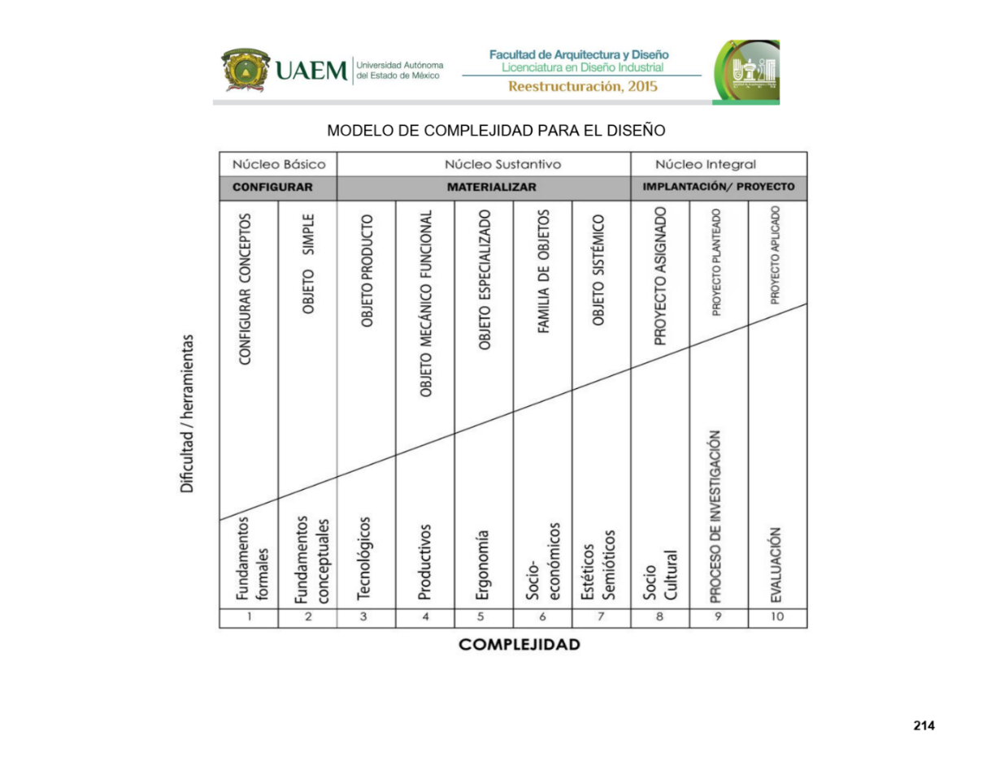 UAEM
Universidad Autónoma
del Estado de México
Facultad de Arquitectura y Diseño
Licenciatura en Diseño Industrial
Reestructuración, 2015
MODELO DE COMPLEJIDAD PARA EL DISEÑO
Núcleo Básico
Núcleo Sustantivo
Núcleo Integral
CONFIGURAR
MATERIALIZAR
IMPLANTACIÓN/ PROYECTO
Dificultad / herramientas
CONFIGURAR CONCEPTOS
OBJETO SIMPLE
OBJETO PRODUCTO
OBJETO MECÁNICO FUNCIONAL
OBJETO ESPECIALIZADO
FAMILIA DE OBJETOS
OBJETO SISTÉMICO
PROYECTO ASIGNADO
PROYECTO PLANTEADO
PROYECTO APLICADO
Fundamentos
formales
Fundamentos
conceptuales
Tecnológicos
Productivos
Ergonomía
Socio-
económicos
Estéticos
Semióticos
Socio
Cultural
PROCESO DE INVESTIGACIÓN
EVALUACIÓN
1 2 3 4 5 6 7 8 9 10
COMPLEJIDAD
214